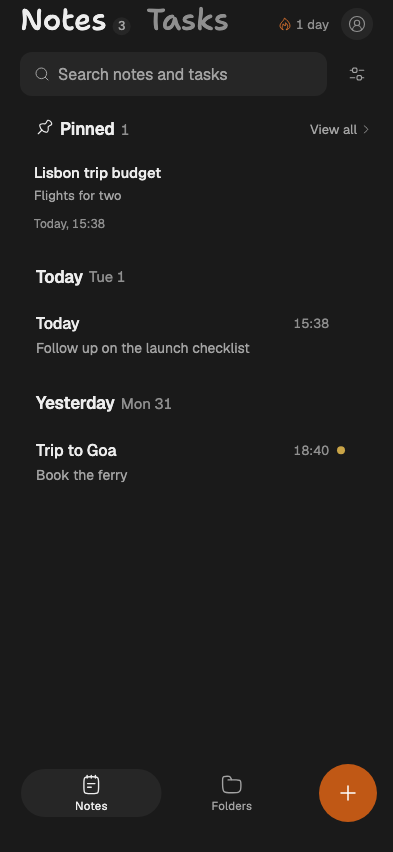 Notes 3 Tasks 1 day
Search notes and tasks
Pinned 1 View all
Lisbon trip budget
Flights for two
Today, 15:38
Today Tue 1
Today 15:38
Follow up on the launch checklist
Yesterday Mon 31
Trip to Goa 18:40
Book the ferry
Notes Folders